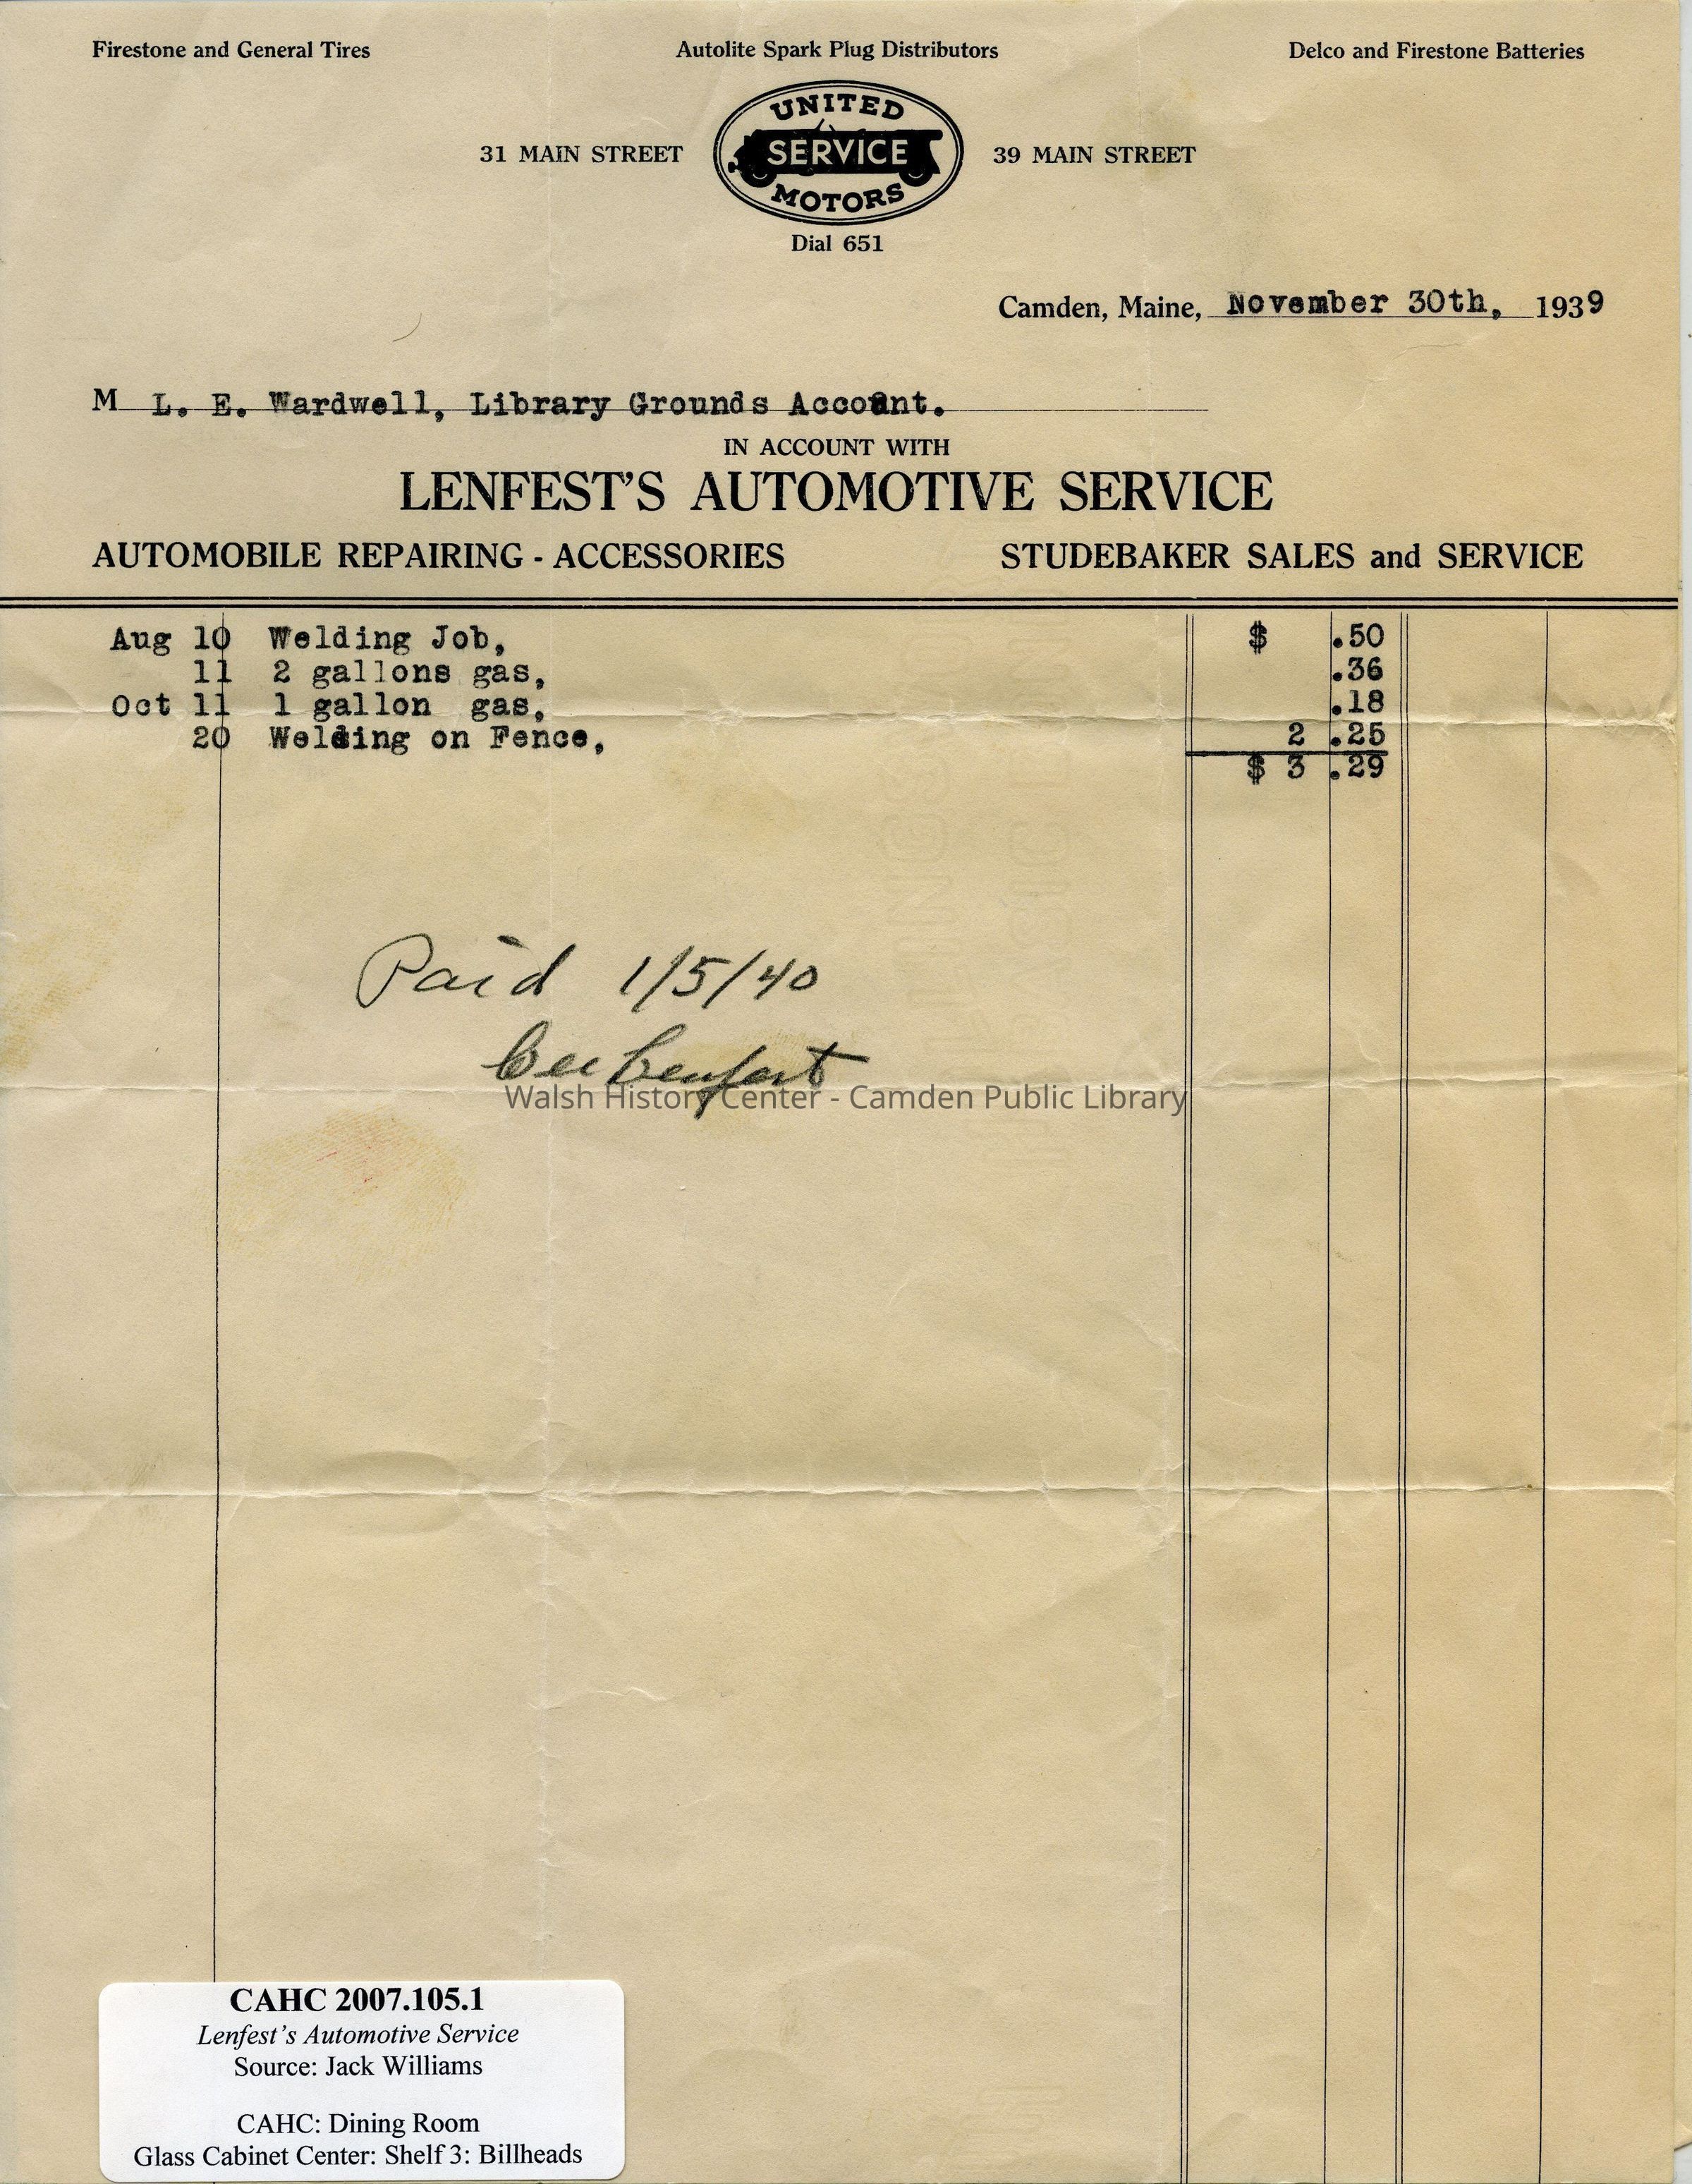 Firestone and General Tires Autolite Spark Plug Distributors Delco and Firestone Batteries
UNITED
31 MAIN STREET SERVICE 39 MAIN STREET
MOTORS
Dial 651
Camden, Maine, November 30th, 1939
M L. E. Wardwell, Library Grounds Account.
IN ACCOUNT WITH
LENFEST'S AUTOMOTIVE SERVICE
AUTOMOBILE REPAIRING - ACCESSORIES STUDEBAKER SALES and SERVICE
Aug 10 Welding Job, $ .50
11 2 gallons gas, .36
Oct 11 1 gallon gas, .18
20 Welding on Fence, 2 .25
$ 3 .29
Paid 1/5/40
Lenfest
Walsh History Center - Camden Public Library
CAHC 2007.105.1
Lenfest's Automotive Service
Source: Jack Williams
CAHC: Dining Room
Glass Cabinet Center: Shelf 3: Billheads